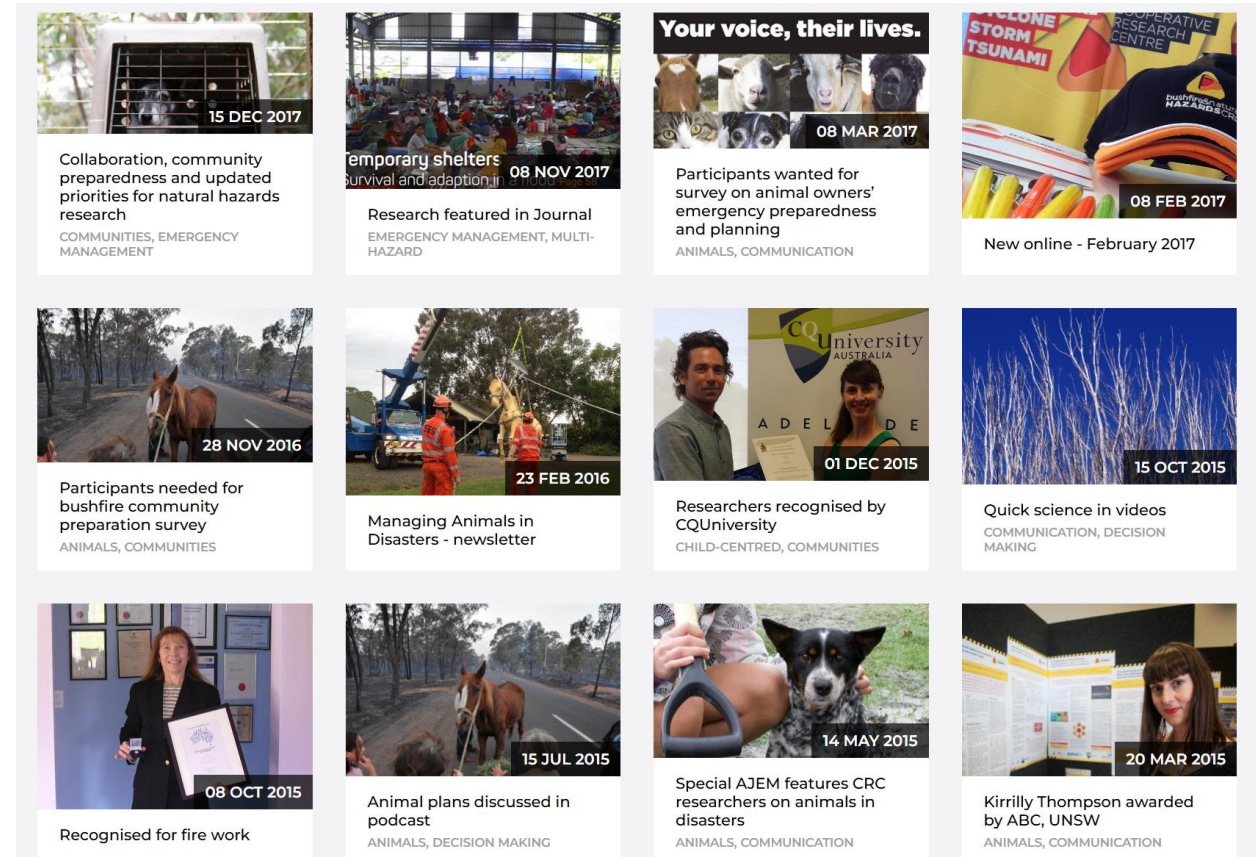 15 DEC 2017
Collaboration, community
preparedness and updated
priorities for natural hazards
research
COMMUNITIES, EMERGENCY
MANAGEMENT
Temporary shelters
Survival and adaption in a flood Page 58
08 NOV 2017
Research featured in Journal
EMERGENCY MANAGEMENT, MULTI-
HAZARD
Your voice, their lives.
08 MAR 2017
Participants wanted for
survey on animal owners’
emergency preparedness
and planning
ANIMALS, COMMUNICATION
CYCLONE
STORM
TSUNAMI
COOPERATIVE
RESEARCH
CENTRE
bushfire&natural
HAZARDSCRC
08 FEB 2017
New online - February 2017
28 NOV 2016
Participants needed for
bushfire community
preparation survey
ANIMALS, COMMUNITIES
SES
23 FEB 2016
Managing Animals in
Disasters - newsletter
CQUniversity
AUSTRALIA
ADELAIDE
01 DEC 2015
Researchers recognised by
CQUniversity
CHILD-CENTRED, COMMUNITIES
15 OCT 2015
Quick science in videos
COMMUNICATION, DECISION
MAKING
08 OCT 2015
Recognised for fire work
15 JUL 2015
Animal plans discussed in
podcast
ANIMALS, DECISION MAKING
14 MAY 2015
Special AJEM features CRC
researchers on animals in
disasters
ANIMALS, COMMUNICATION
20 MAR 2015
Kirrilly Thompson awarded
by ABC, UNSW
ANIMALS, COMMUNICATION